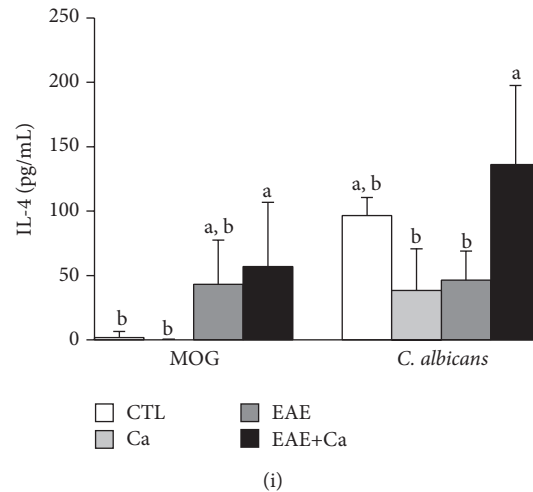 250
200
150
100
50
0
IL-4 (pg/mL)
b
b
a, b
a
a, b
b
b
a
MOG
C. albicans
CTL
EAE
Ca
EAE+Ca
(i)